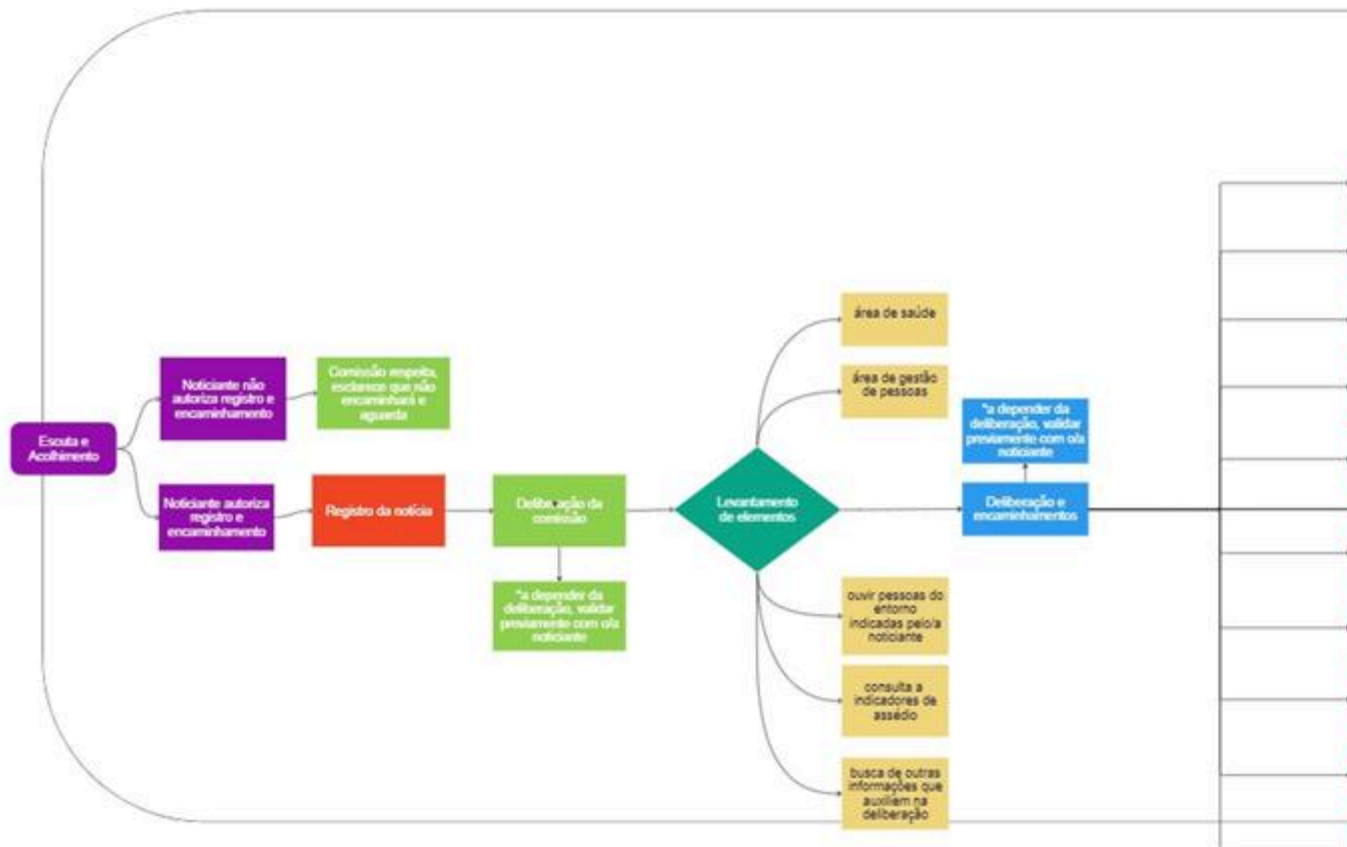 área de saúde
área de gestão
de pessoas
Noticiante não
autoriza registro e
encaminhamento
Comissão respeita,
esclarece que não
encaminhará e
aguarda
*a depender da
deliberação, validar
previamente com o/a
noticiante
Escuta e
Acolhimento
Noticiante autoriza
registro e
encaminhamento
Registro da notícia
Deliberação da
comissão
Levantamento
de elementos
Deliberação e
encaminhamentos
*a depender da
deliberação, validar
previamente com o/a
noticiante
ouvir pessoas do
entorno
indicadas pelo/a
noticiante
consulta a
indicadores de
assédio
busca de outras
informações que
auxiliem na
deliberação